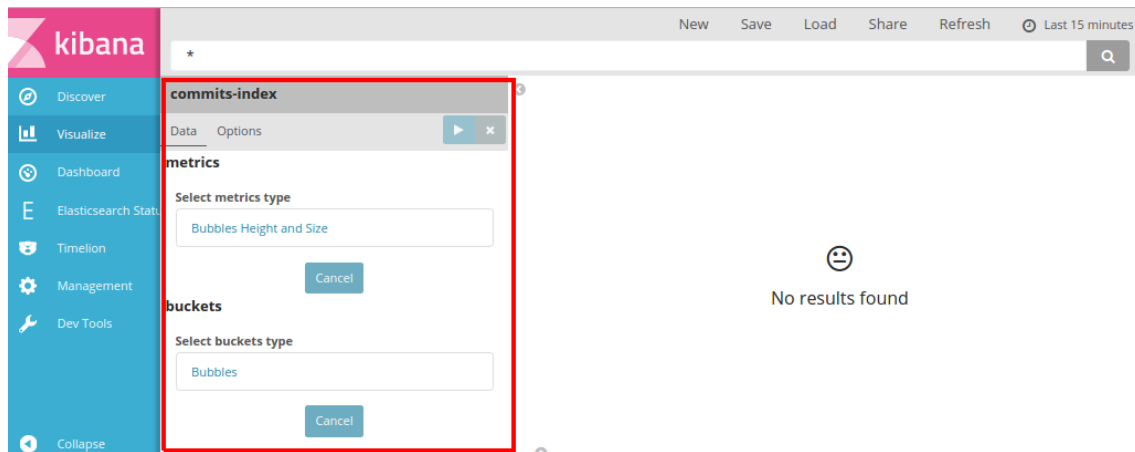 kibana
New Save Load Share Refresh Last 15 minutes
*
Discover
Visualize
Dashboard
E Elasticsearch Statu
Timelion
Management
Dev Tools
Collapse
commits-index
Data Options
metrics
Select metrics type
Bubbles Height and Size
Cancel
buckets
Select buckets type
Bubbles
Cancel
No results found